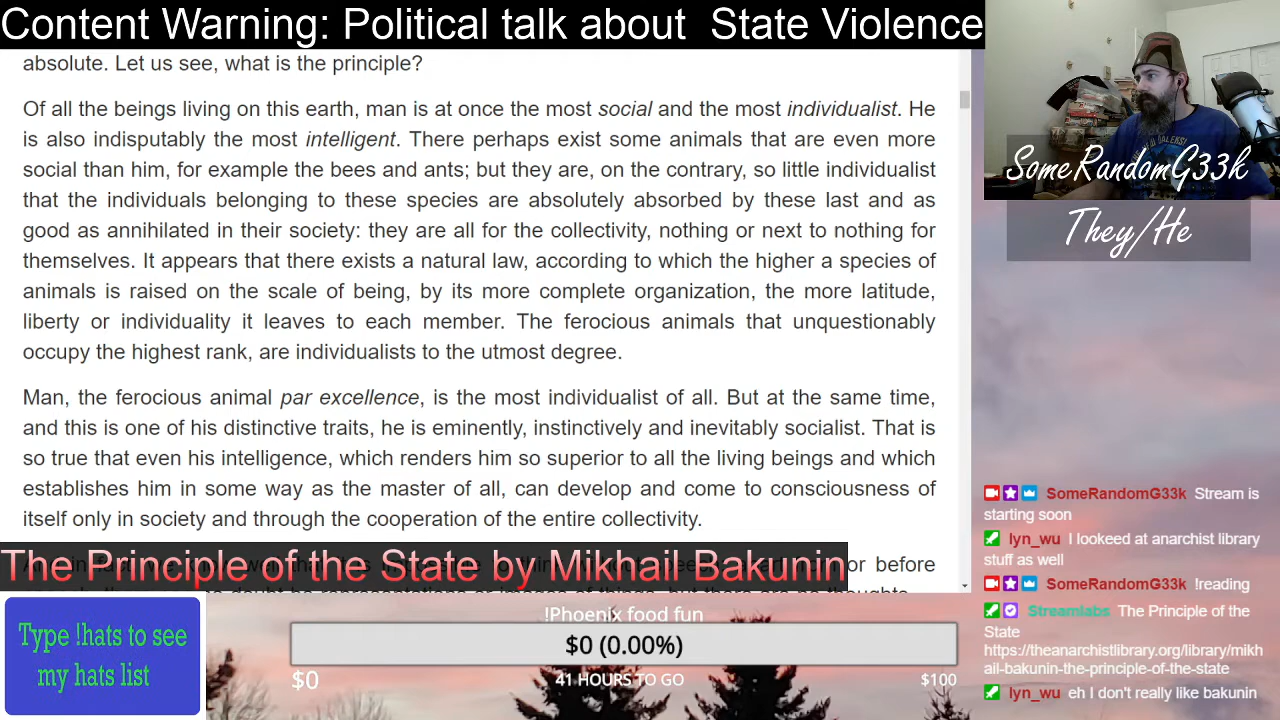 Content Warning: Political talk about  State Violence
absolute. Let us see, what is the principle?
Of all the beings living on this earth, man is at once the most social and the most individualist. He
is also indisputably the most intelligent. There perhaps exist some animals that are even more
social than him, for example the bees and ants; but they are, on the contrary, so little individualist
that the individuals belonging to these species are absolutely absorbed by these last and as
good as annihilated in their society: they are all for the collectivity, nothing or next to nothing for
themselves. It appears that there exists a natural law, according to which the higher a species of
animals is raised on the scale of being, by its more complete organization, the more latitude,
liberty or individuality it leaves to each member. The ferocious animals that unquestionably
occupy the highest rank, are individualists to the utmost degree.
Man, the ferocious animal par excellence, is the most individualist of all. But at the same time,
and this is one of his distinctive traits, he is eminently, instinctively and inevitably socialist. That is
so true that even his intelligence, which renders him so superior to all the living beings and which
establishes him in some way as the master of all, can develop and come to consciousness of
itself only in society and through the cooperation of the entire collectivity.
or before
The Principle of the State by Mikhail Bakunin
Type !hats to see
my hats list
!Phoenix food fun
$0 (0.00%)
$0
41 HOURS TO GO
$100
SomeRandomG33k
They/He
SomeRandomG33k Stream is
starting soon
lyn_wu I lookeed at anarchist library
stuff as well
SomeRandomG33k !reading
Streamlabs The Principle of the
State
https://theanarchistlibrary.org/library/mikh
ail-bakunin-the-principle-of-the-state
lyn_wu eh I don't really like bakunin